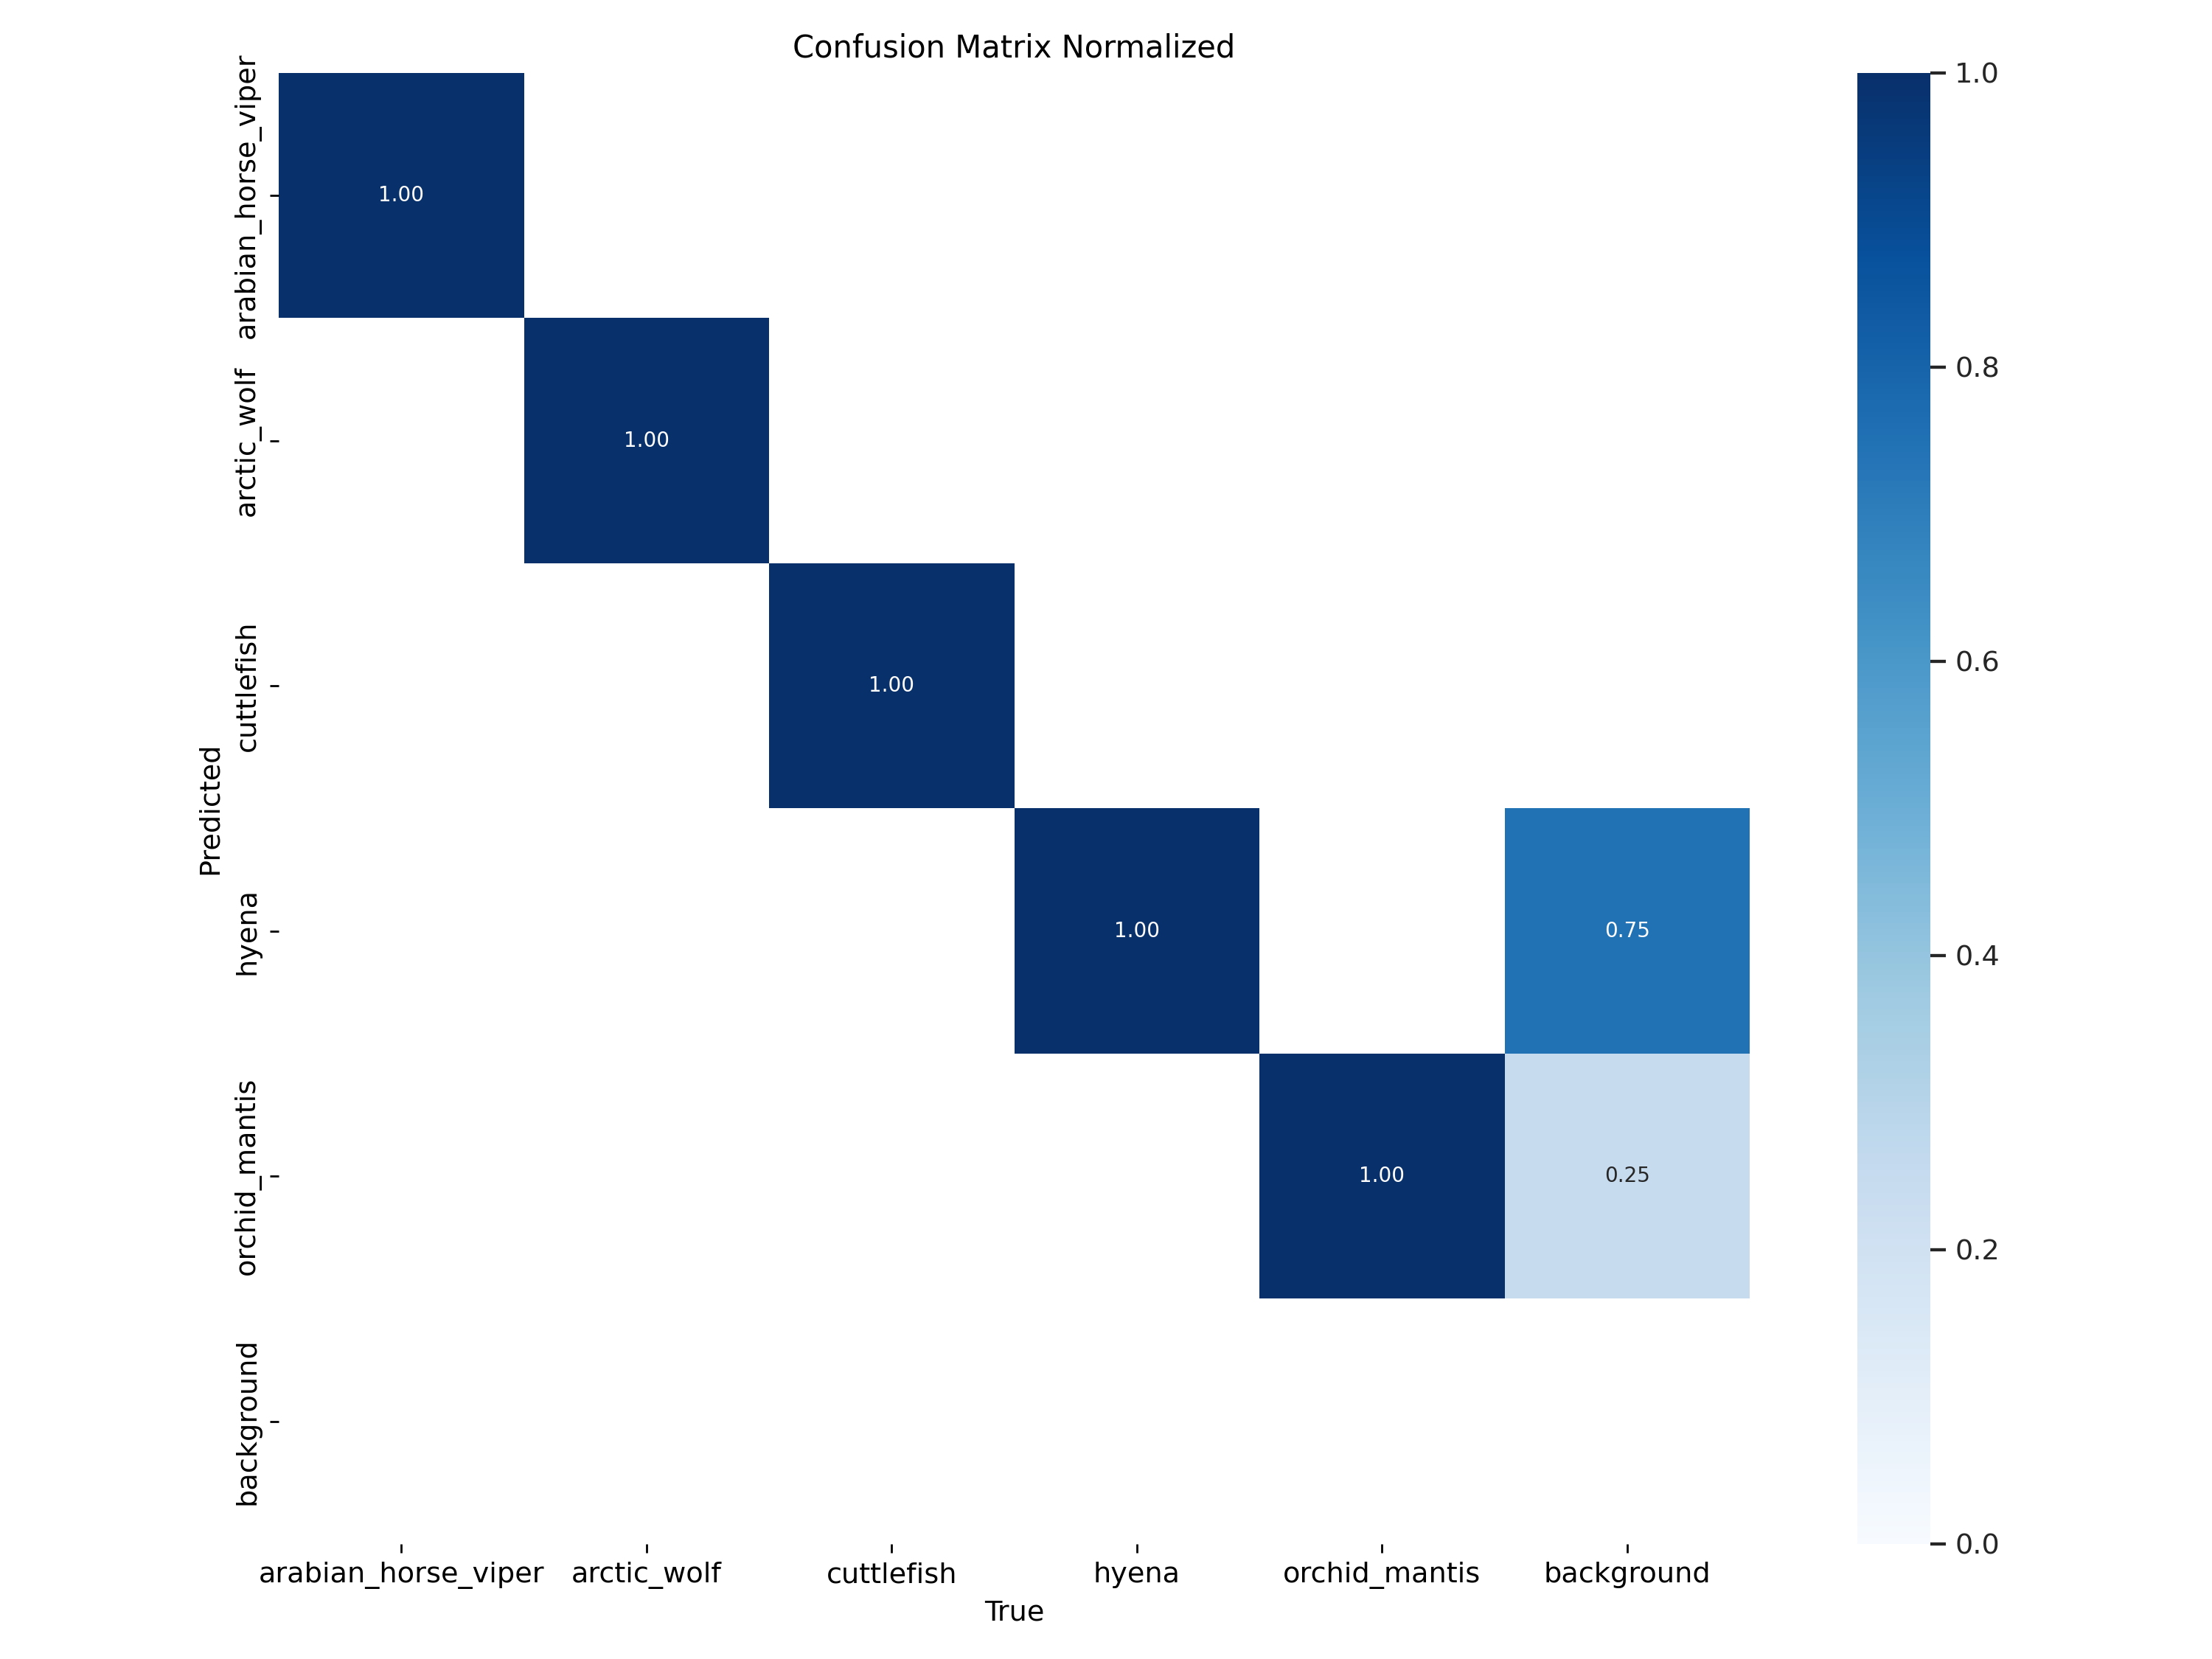 Confusion Matrix Normalized
arabian_horse_viper
arctic_wolf
cuttlefish
hyena
orchid_mantis
background
Predicted
1.00
1.00
1.00
1.00
0.75
1.00
0.25
arabian_horse_viper arctic_wolf cuttlefish hyena orchid_mantis background
True
1.0
0.8
0.6
0.4
0.2
0.0